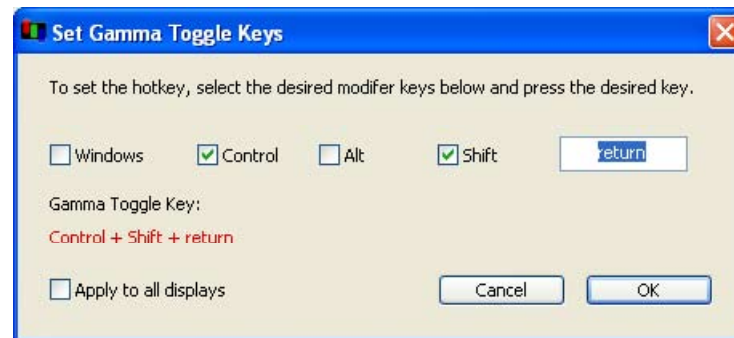 Set Gamma Toggle Keys
To set the hotkey, select the desired modifer keys below and press the desired key.
Windows Control Alt Shift return
Gamma Toggle Key:
Control + Shift + return
Apply to all displays Cancel OK